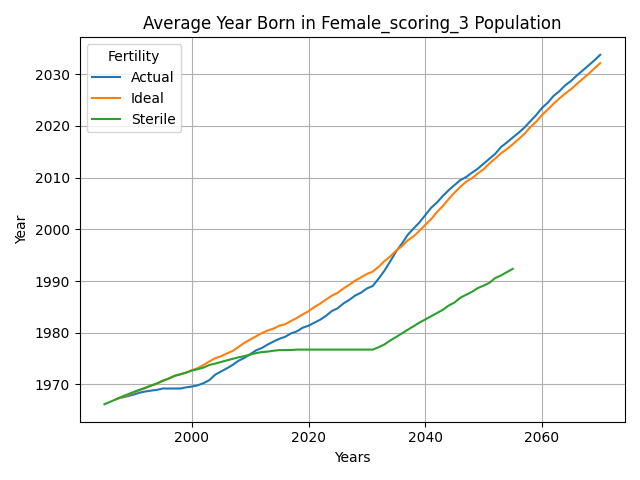 Average Year Born in Female_scoring_3 Population
Fertility
Actual
Ideal
Sterile
2030
2020
2010
2000
1990
1980
1970
Year
2000
2020
2040
2060
Years